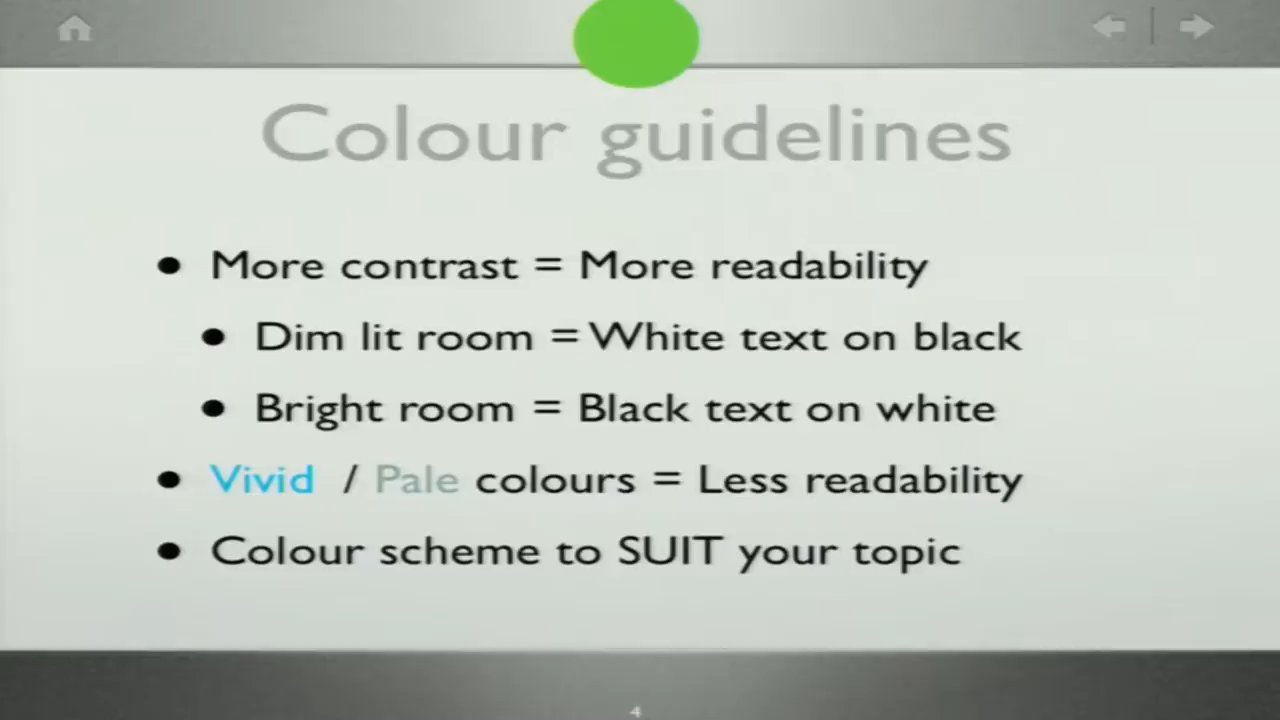 Colour guidelines
• More contrast = More readability
• Dim lit room = White text on black
• Bright room = Black text on white
• Vivid / Pale colours = Less readability
• Colour scheme to SUIT your topic
4